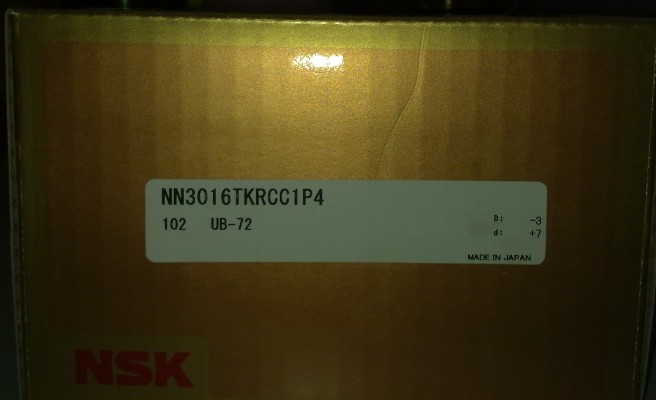 NN3016TKRCC1P4
102 UB-72
D: -3
d: +7
MADE IN JAPAN
NSK